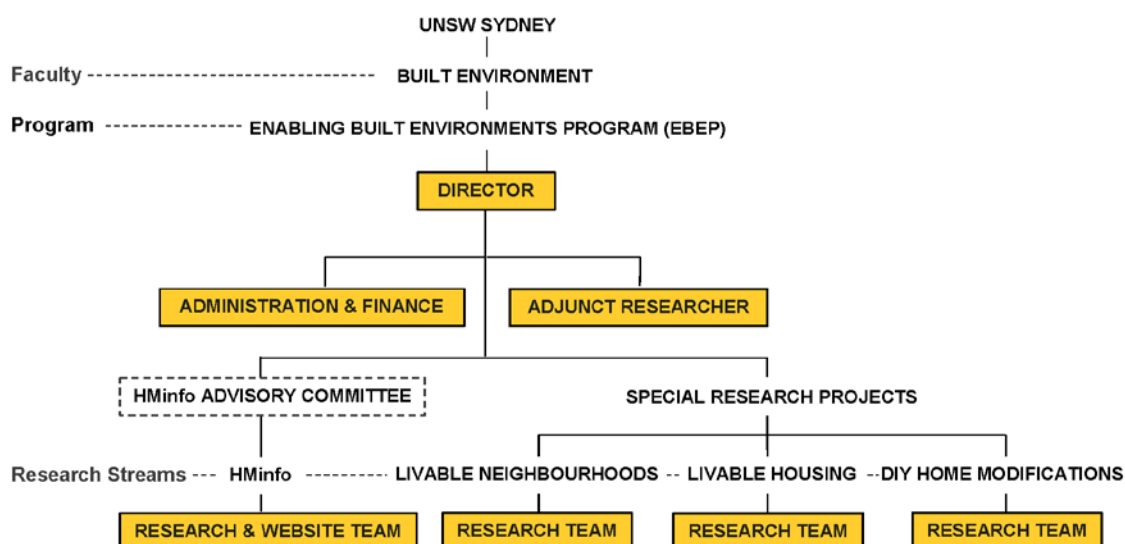 UNSW SYDNEY
Faculty
BUILT ENVIRONMENT
Program
ENABLING BUILT ENVIRONMENTS PROGRAM (EBEP)
DIRECTOR
ADMINISTRATION & FINANCE
ADJUNCT RESEARCHER
HMinfo ADVISORY COMMITTEE
SPECIAL RESEARCH PROJECTS
Research Streams
HMinfo
LIVABLE NEIGHBOURHOODS
LIVABLE HOUSING
DIY HOME MODIFICATIONS
RESEARCH & WEBSITE TEAM
RESEARCH TEAM
RESEARCH TEAM
RESEARCH TEAM